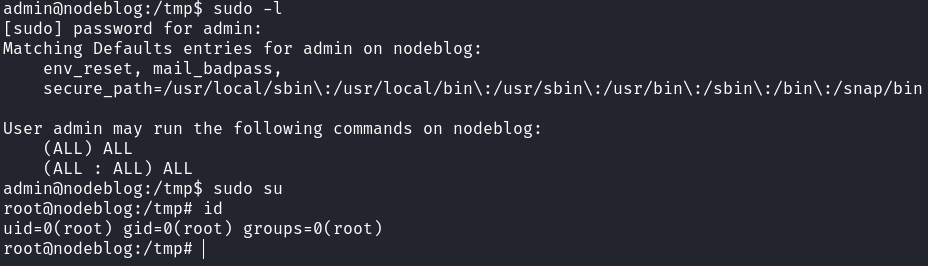 admin@nodeblog:/tmp$ sudo -l
[sudo] password for admin:
Matching Defaults entries for admin on nodeblog:
    env_reset, mail_badpass,
    secure_path=/usr/local/sbin\:/usr/local/bin\:/usr/sbin\:/usr/bin\:/sbin\:/bin\:/snap/bin

User admin may run the following commands on nodeblog:
    (ALL) ALL
    (ALL : ALL) ALL
admin@nodeblog:/tmp$ sudo su
root@nodeblog:/tmp# id
uid=0(root) gid=0(root) groups=0(root)
root@nodeblog:/tmp#